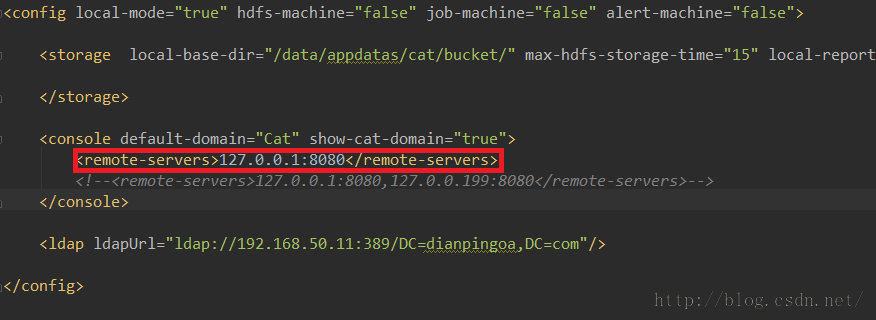 <config local-mode="true" hdfs-machine="false" job-machine="false" alert-machine="false">
<storage  local-base-dir="/data/appdatas/cat/bucket/" max-hdfs-storage-time="15" local-report
</storage>
<console default-domain="Cat" show-cat-domain="true">
<remote-servers>127.0.0.1:8080</remote-servers>
<!--<remote-servers>127.0.0.1:8080,127.0.0.199:8080</remote-servers>-->
</console>
<ldap ldapUrl="ldap://192.168.50.11:389/DC=dianpingoa,DC=com"/>
</config>
http://blog.csdn.net/